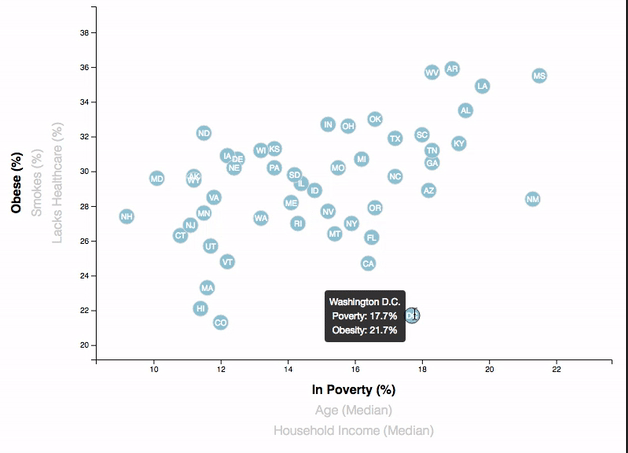 Obese (%)
Smokes (%)
Lacks Healthcare (%)
38
36
34
32
30
28
26
24
22
20
WV
AR
LA
MS
AL
OK
IN
OH
ND
TX
SC
KY
WI
KS
TN
IA
DE
MO
MI
GA
NE
PA
SD
IL
NC
MD
AK
WY
ID
AZ
VA
ME
NM
MN
NV
OR
NH
WA
RI
NY
NJ
CT
MT
FL
UT
VT
CA
MA
HI
CO
DC
Washington D.C.
Poverty: 17.7%
Obesity: 21.7%
10
12
14
16
18
20
22
In Poverty (%)
Age (Median)
Household Income (Median)